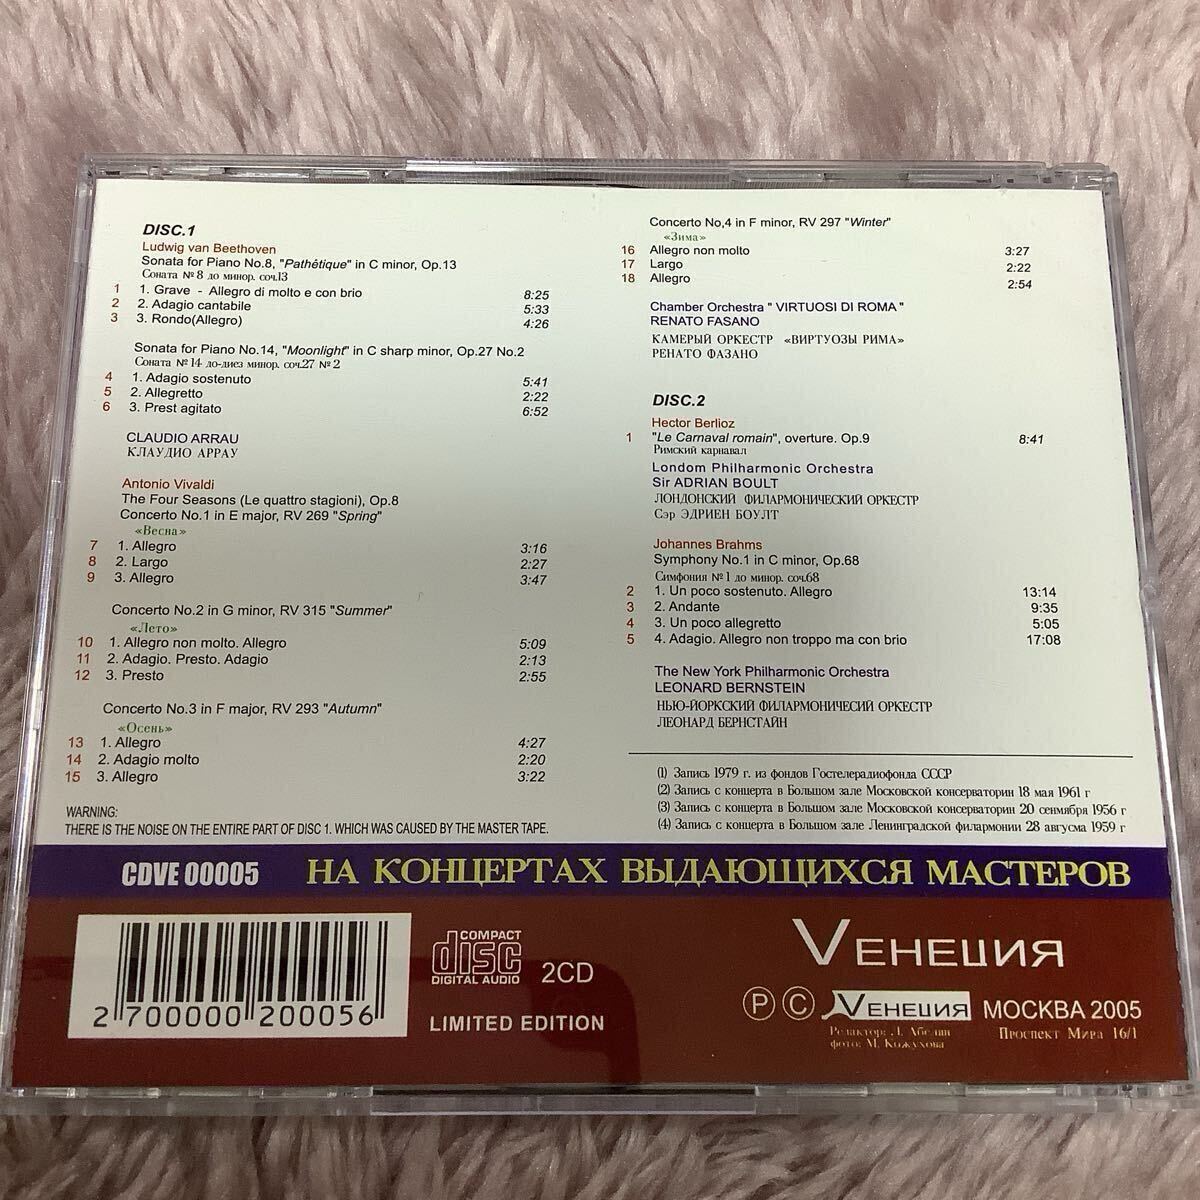 DISC.1
Ludwig van Beethoven
Sonata for Piano No.8, "Pathêtique" in C minor, Op.13
Соната №8 до минор. соч.13
1 1. Grave - Allegro di molto e con brio 8:25
2 2. Adagio cantabile 5:33
3 3. Rondo(Allegro) 4:26
Sonata for Piano No.14, "Moonlight" in C sharp minor, Op.27 No.2
Соната №14 до-диез минор. соч.27 №2
4 1. Adagio sostenuto 5:41
5 2. Allegretto 2:22
6 3. Prest agitato 6:52
CLAUDIO ARRAU
КЛАУДИО АРРАУ
Antonio Vivaldi
The Four Seasons (Le quattro stagioni), Op.8
Concerto No.1 in E major, RV 269 "Spring"
«Весна»
7 1. Allegro 3:16
8 2. Largo 2:27
9 3. Allegro 3:47
Concerto No.2 in G minor, RV 315 "Summer"
«Лето»
10 1. Allegro non molto. Allegro 5:09
11 2. Adagio. Presto. Adagio 2:13
12 3. Presto 2:55
Concerto No.3 in F major, RV 293 "Autumn"
«Осень»
13 1. Allegro 4:27
14 2. Adagio molto 2:20
15 3. Allegro 3:22
WARNING:
THERE IS THE NOISE ON THE ENTIRE PART OF DISC 1. WHICH WAS CAUSED BY THE MASTER TAPE.
Concerto No,4 in F minor, RV 297 "Winter"
«Зима»
16 Allegro non molto 3:27
17 Largo 2:22
18 Allegro 2:54
Chamber Orchestra " VIRTUOSI DI ROMA "
RENATO FASANO
КАМЕРЫЙ ОРКЕСТР «ВИРТУОЗЫ РИМА»
РЕНАТО ФАЗАНО
DISC.2
Hector Berlioz
1 "Le Carnaval romain", overture. Op.9 8:41
Римский карнавал
Londom Philharmonic Orchestra
Sir ADRIAN BOULT
ЛОНДОНСКИЙ ФИЛАРМОНИЧЕСКИЙ ОРКЕСТР
Сэр ЭДРИЕН БОУЛТ
Johannes Brahms
Symphony No.1 in C minor, Op.68
Симфония №1 до минор. соч.68
2 1. Un poco sostenuto. Allegro 13:14
3 2. Andante 9:35
4 3. Un poco allegretto 5:05
5 4. Adagio. Allegro non troppo ma con brio 17:08
The New York Philharmonic Orchestra
LEONARD BERNSTEIN
НЬЮ-ЙОРКСКИЙ ФИЛАРМОНИЧЕСИЙ ОРКЕСТР
ЛЕОНАРД БЕРНСТАЙН
(1) Запись 1979 г. из фондов Гостелерадиофонда СССР
(2) Запись с концерта в Большом зале Московской консерваторин 18 мая 1961 г
(3) Запись с концерта в Большом зале Московской консерваторин 20 сенмября 1956 г
(4) Запись с концерта в Большом зале Ленинградской филармонии 28 авгусма 1959 г
CDVE 00005 НА КОНЦЕРТАХ ВЫДАЮЩИХСЯ МАСТЕРОВ
2 700000 200056
COMPACT
disc
DIGITAL AUDIO
2CD
LIMITED EDITION
VЕНЕЦИЯ
Ⓟ Ⓒ VЕНЕЦИЯ МОСКВА 2005
Редактор: Л. Абелян
фото: М. Кожухова
Проспект Мира 16/1